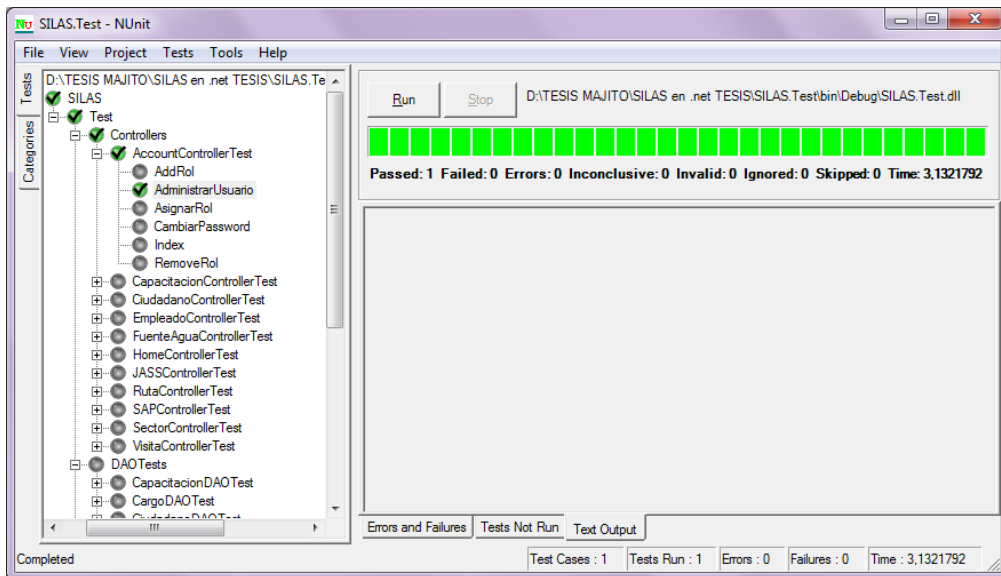 NU SILAS.Test - NUnit
File View Project Tests Tools Help
Tests
Categories
D:\TESIS MAJITO\SILAS en .net TESIS\SILAS.Te
SILAS
Test
Controllers
AccountControllerTest
AddRol
AdministrarUsuario
AsignarRol
CambiarPassword
Index
RemoveRol
CapacitacionControllerTest
CiudadanoControllerTest
EmpleadoControllerTest
FuenteAguaControllerTest
HomeControllerTest
JASSControllerTest
RutaControllerTest
SAPControllerTest
SectorControllerTest
VisitaControllerTest
DAOTests
CapacitacionDAOTest
CargoDAOTest
CiudadanoDAOTest
Run Stop D:\TESIS MAJITO\SILAS en .net TESIS\SILAS.Test\bin\Debug\SILAS.Test.dll
Passed: 1 Failed: 0 Errors: 0 Inconclusive: 0 Invalid: 0 Ignored: 0 Skipped: 0 Time: 3,1321792
Errors and Failures Tests Not Run Text Output
Completed Test Cases : 1 Tests Run : 1 Errors : 0 Failures : 0 Time : 3,1321792